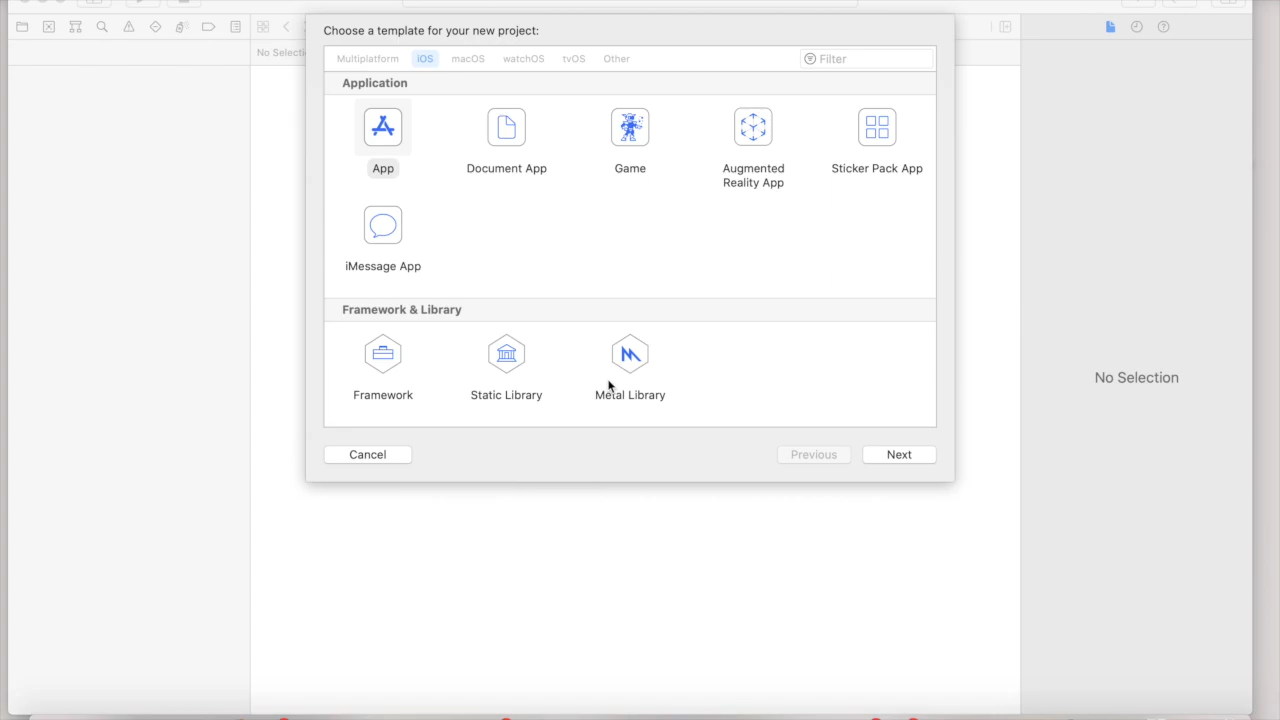 Choose a template for your new project:
No Selecti
Multiplatform iOS macOS watchOS tvOS Other Filter
Application
App Document App Game Augmented Reality App Sticker Pack App
iMessage App
Framework & Library
Framework Static Library Metal Library
No Selection
Cancel Previous Next